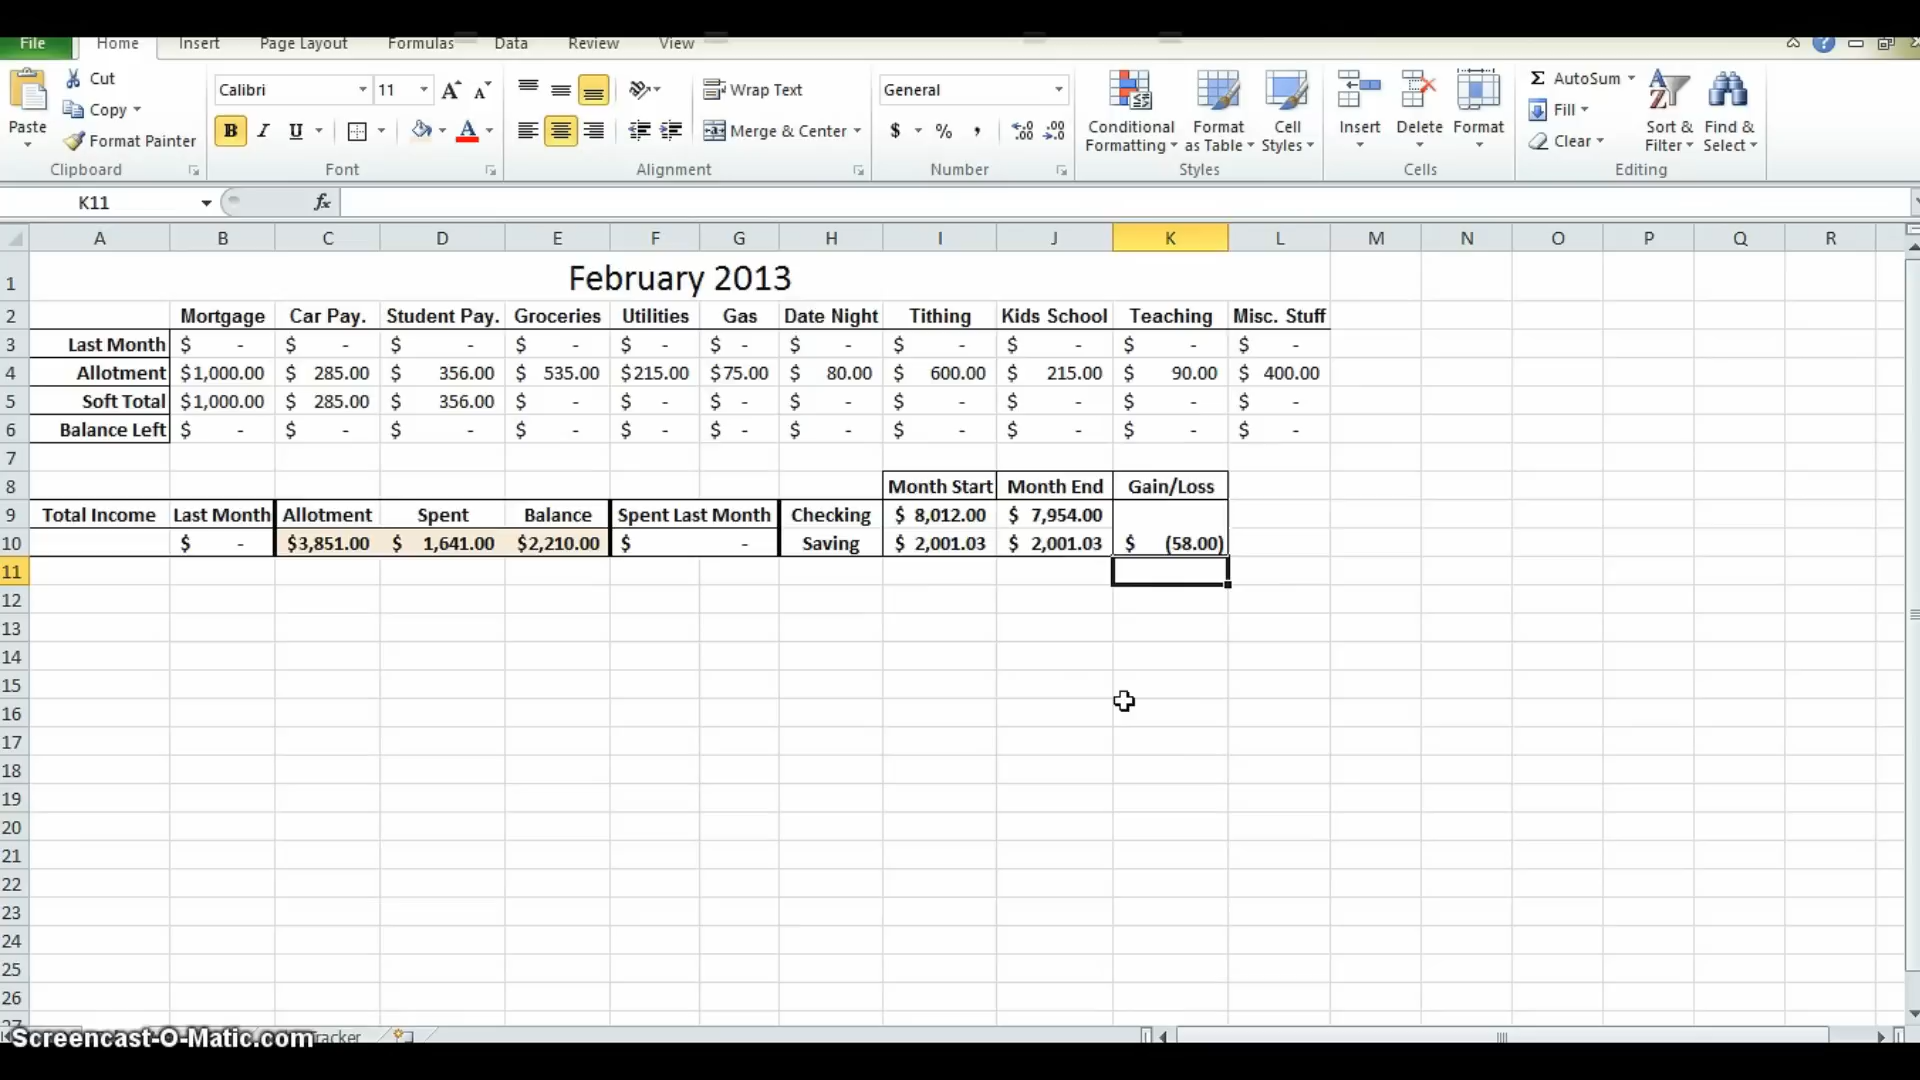 File Home Insert Page Layout Formulas Data Review View
Cut
Copy
Format Painter
Paste
Clipboard
Calibri 11
B I U A
Font
Wrap Text
Merge & Center
Alignment
General
$ % ,
Number
Conditional Formatting
Format as Table
Cell Styles
Styles
Insert Delete Format
Cells
Σ AutoSum
Fill
Clear
Sort & Filter
Find & Select
Editing
K11 fx
A B C D E F G H I J K L M N O P Q R
1 February 2013
2 Mortgage Car Pay. Student Pay. Groceries Utilities Gas Date Night Tithing Kids School Teaching Misc. Stuff
3 Last Month $ - $ - $ - $ - $ - $ - $ - $ - $ - $ - $ -
4 Allotment $1,000.00 $ 285.00 $ 356.00 $ 535.00 $215.00 $75.00 $ 80.00 $ 600.00 $ 215.00 $ 90.00 $ 400.00
5 Soft Total $1,000.00 $ 285.00 $ 356.00 $ - $ - $ - $ - $ - $ - $ - $ -
6 Balance Left $ - $ - $ - $ - $ - $ - $ - $ - $ - $ - $ -
7
8 Month Start Month End Gain/Loss
9 Total Income Last Month Allotment Spent Balance Spent Last Month Checking $ 8,012.00 $ 7,954.00
10 $ - $3,851.00 $ 1,641.00 $2,210.00 $ - Saving $ 2,001.03 $ 2,001.03 $ (58.00)
11
12
13
14
15
16
17
18
19
20
21
22
23
24
25
26
Screencast-O-Matic.com